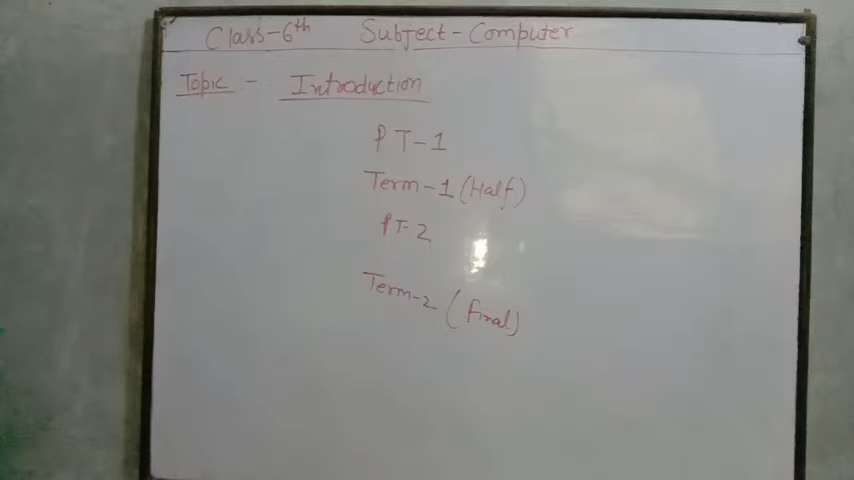 Class-6th Subject-Computer
Topic - Introduction
PT-1
Term-1 (Half)
PT-2
Term-2 (Final)